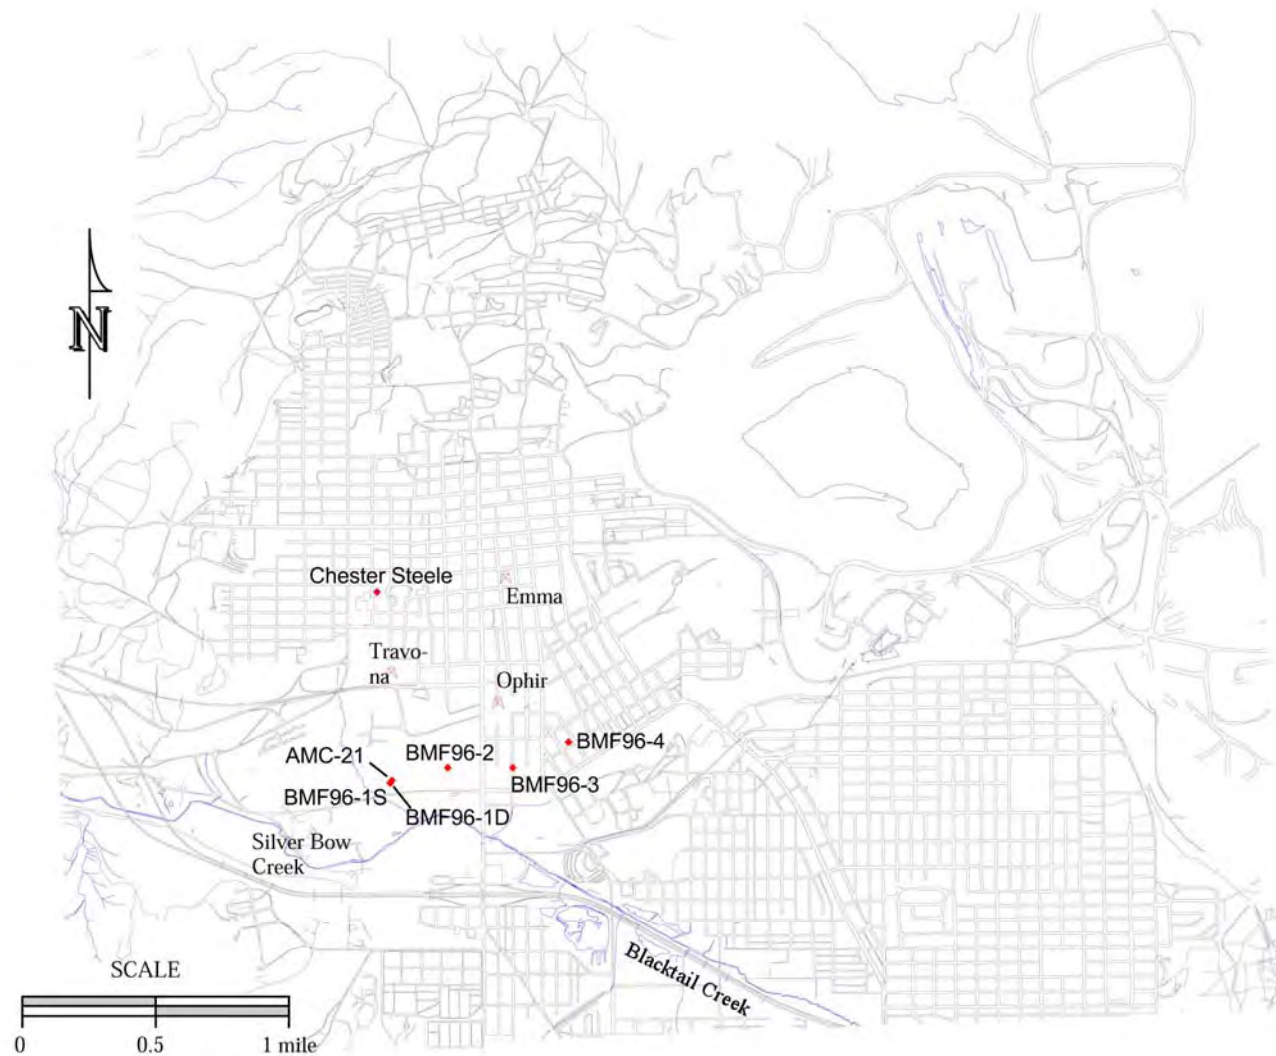 N
Chester Steele
Emma
Travo-
na
Ophir
BMF96-4
AMC-21
BMF96-2
BMF96-3
BMF96-1S
BMF96-1D
Silver Bow
Creek
Blacktail Creek
SCALE
0 0.5 1 mile